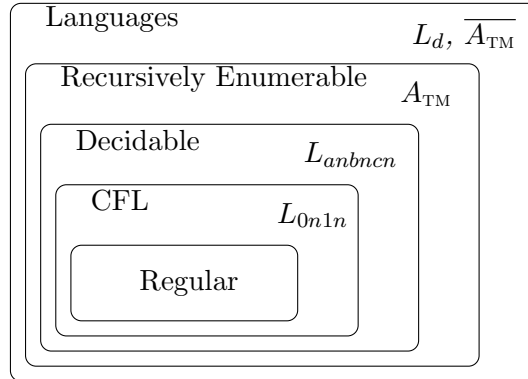 Languages
L_d, \overline{A_{TM}}
Recursively Enumerable
A_{TM}
Decidable
L_{anbncn}
CFL
L_{0n1n}
Regular